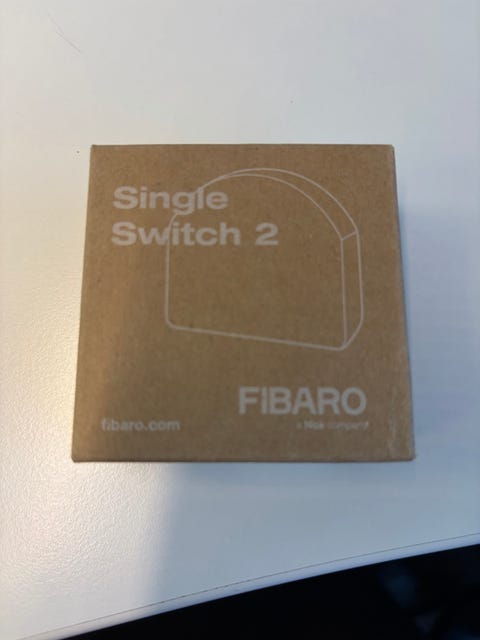 Single
Switch 2
FIBARO
fibaro.com
a Nice company